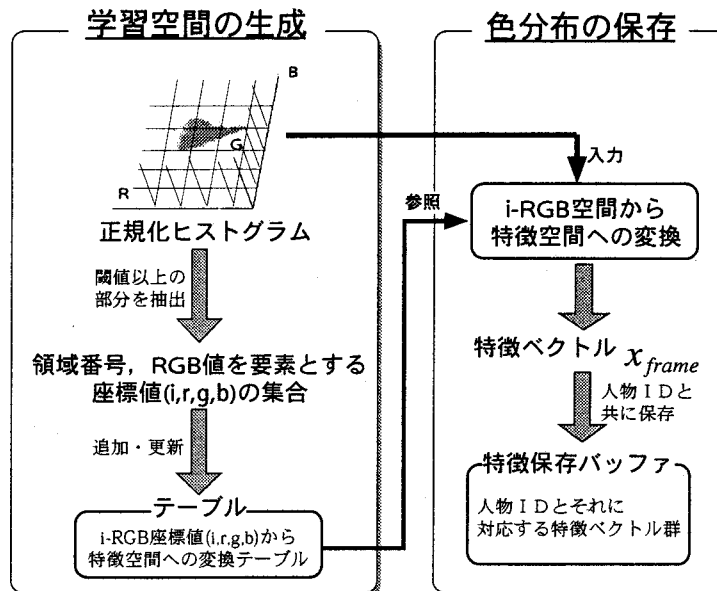 学習空間の生成
B
G
R
正規化ヒストグラム
閾値以上の
部分を抽出
領域番号，RGB値を要素とする
座標値(i,r,g,b)の集合
追加・更新
テーブル
i-RGB座標値(i,r,g,b)から
特徴空間への変換テーブル
色分布の保存
入力
参照
i-RGB空間から
特徴空間への変換
特徴ベクトル x_frame
人物ＩＤと
共に保存
特徴保存バッファ
人物ＩＤとそれに
対応する特徴ベクトル群